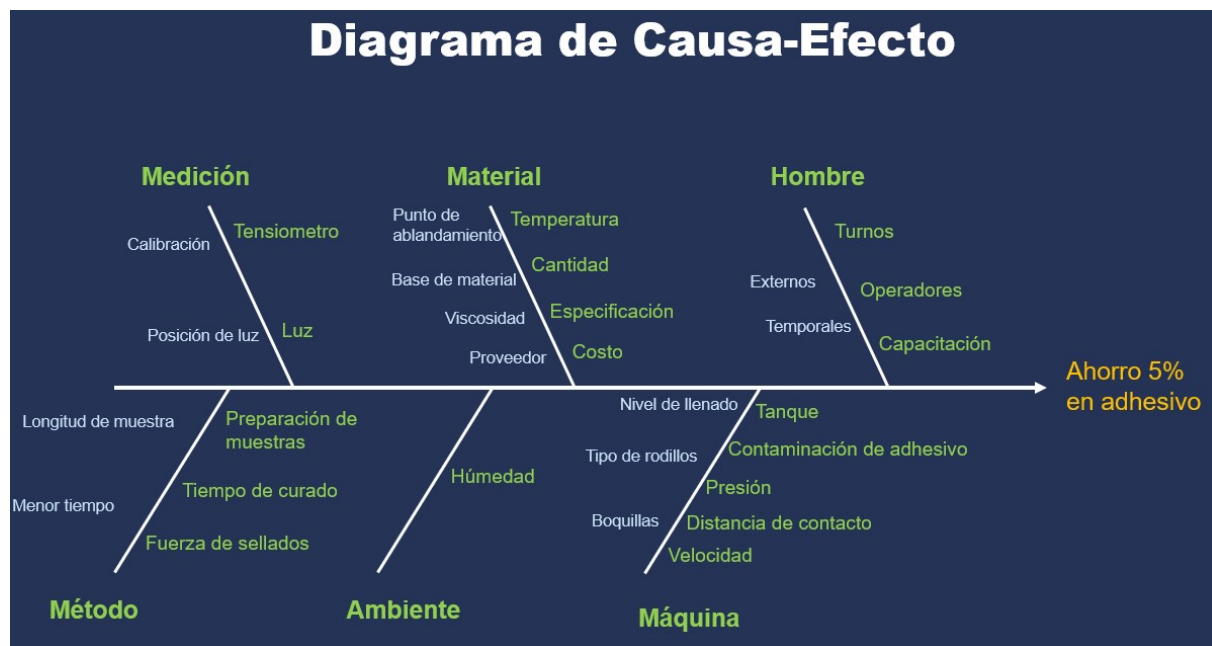 Diagrama de Causa-Efecto
Medición
Material
Hombre
Calibración
Tensiometro
Posición de luz
Luz
Punto de
ablandamiento
Temperatura
Base de material
Cantidad
Viscosidad
Especificación
Proveedor
Costo
Turnos
Externos
Operadores
Temporales
Capacitación
Ahorro 5%
en adhesivo
Longitud de muestra
Preparación de
muestras
Menor tiempo
Tiempo de curado
Fuerza de sellados
Húmedad
Nivel de llenado
Tanque
Tipo de rodillos
Contaminación de adhesivo
Presión
Boquillas
Distancia de contacto
Velocidad
Método
Ambiente
Máquina